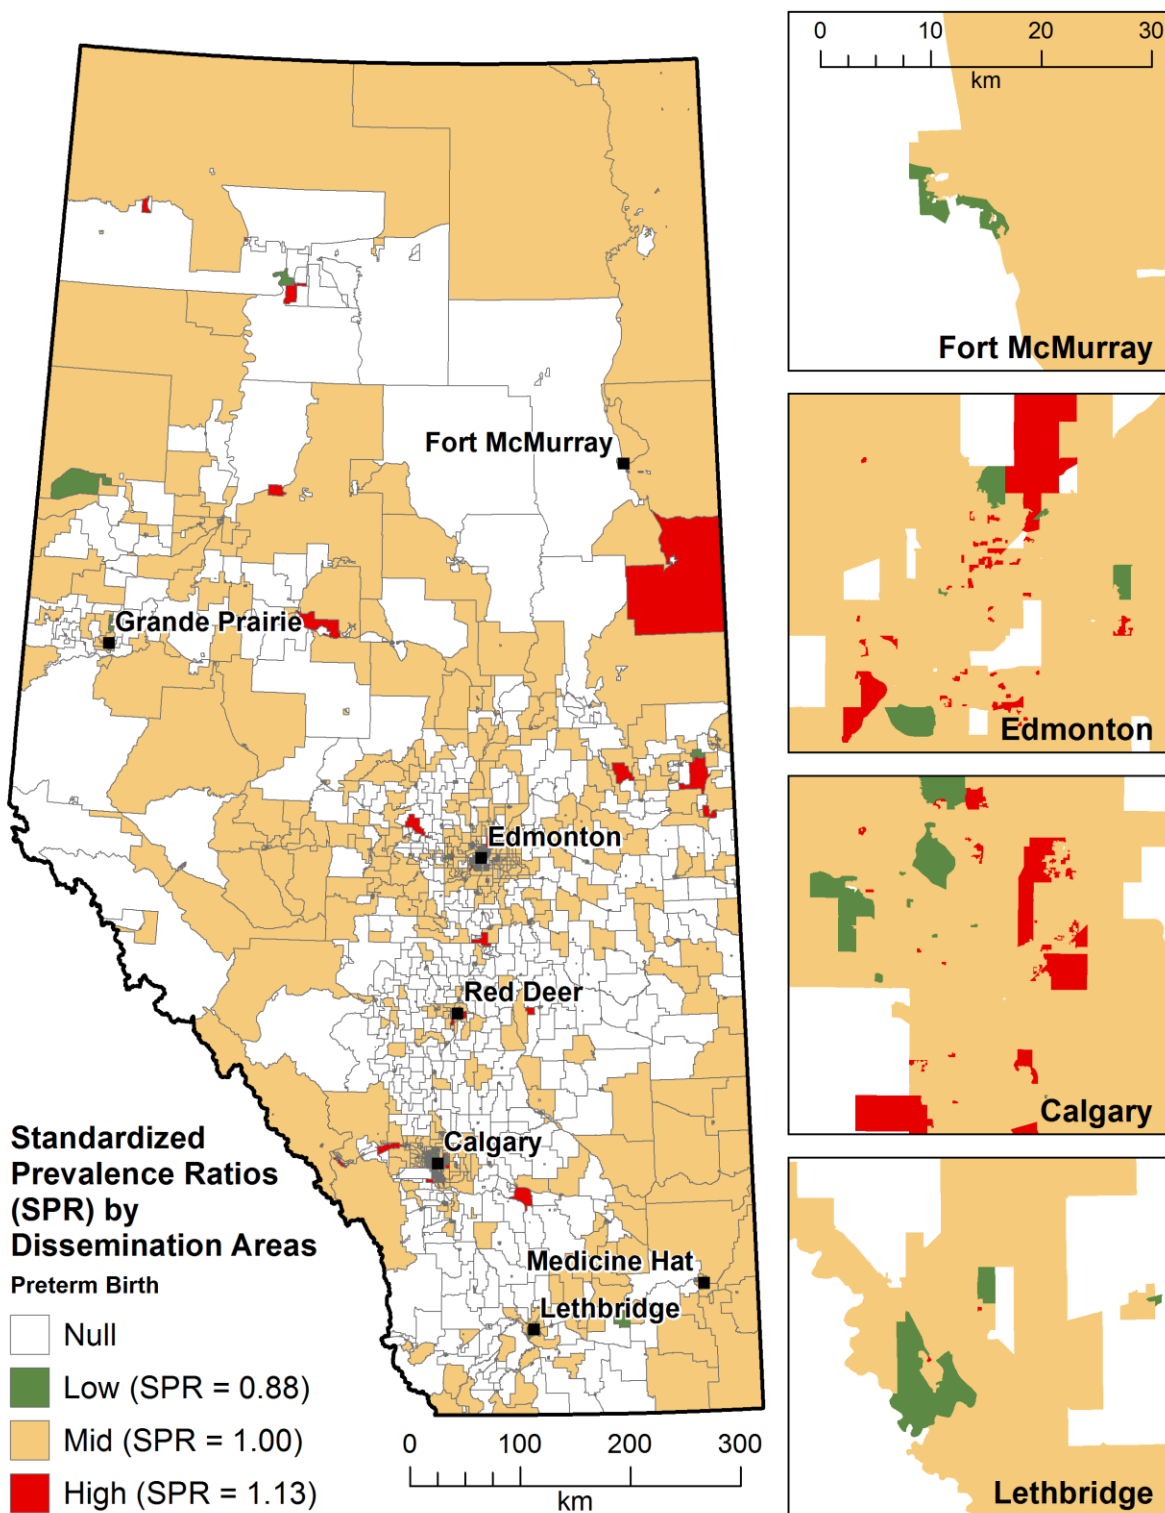 0 10 20 30
km
Fort McMurray
Fort McMurray
Grande Prairie
Edmonton
Edmonton
Red Deer
Calgary
Calgary
Medicine Hat
Lethbridge
Lethbridge
Standardized
Prevalence Ratios
(SPR) by
Dissemination Areas
Preterm Birth
Null
Low (SPR = 0.88)
Mid (SPR = 1.00)
High (SPR = 1.13)
0 100 200 300
km